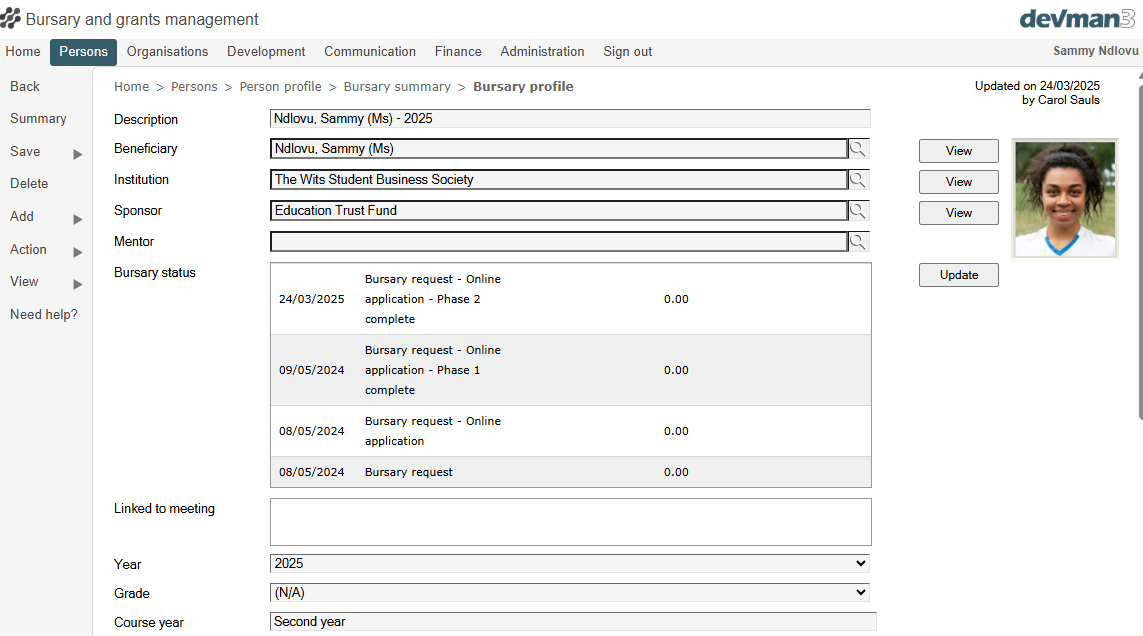 Bursary and grants management
devman3
Home Persons Organisations Development Communication Finance Administration Sign out Sammy Ndlovu
Back
Summary
Save
Delete
Add
Action
View
Need help?
Home > Persons > Person profile > Bursary summary > Bursary profile
Updated on 24/03/2025
by Carol Sauls
Description Ndlovu, Sammy (Ms) - 2025
Beneficiary Ndlovu, Sammy (Ms) View
Institution The Wits Student Business Society View
Sponsor Education Trust Fund View
Mentor
Bursary status Update
24/03/2025 Bursary request - Online application - Phase 2 complete 0.00
09/05/2024 Bursary request - Online application - Phase 1 complete 0.00
08/05/2024 Bursary request - Online application 0.00
08/05/2024 Bursary request 0.00
Linked to meeting
Year 2025
Grade (N/A)
Course year Second year